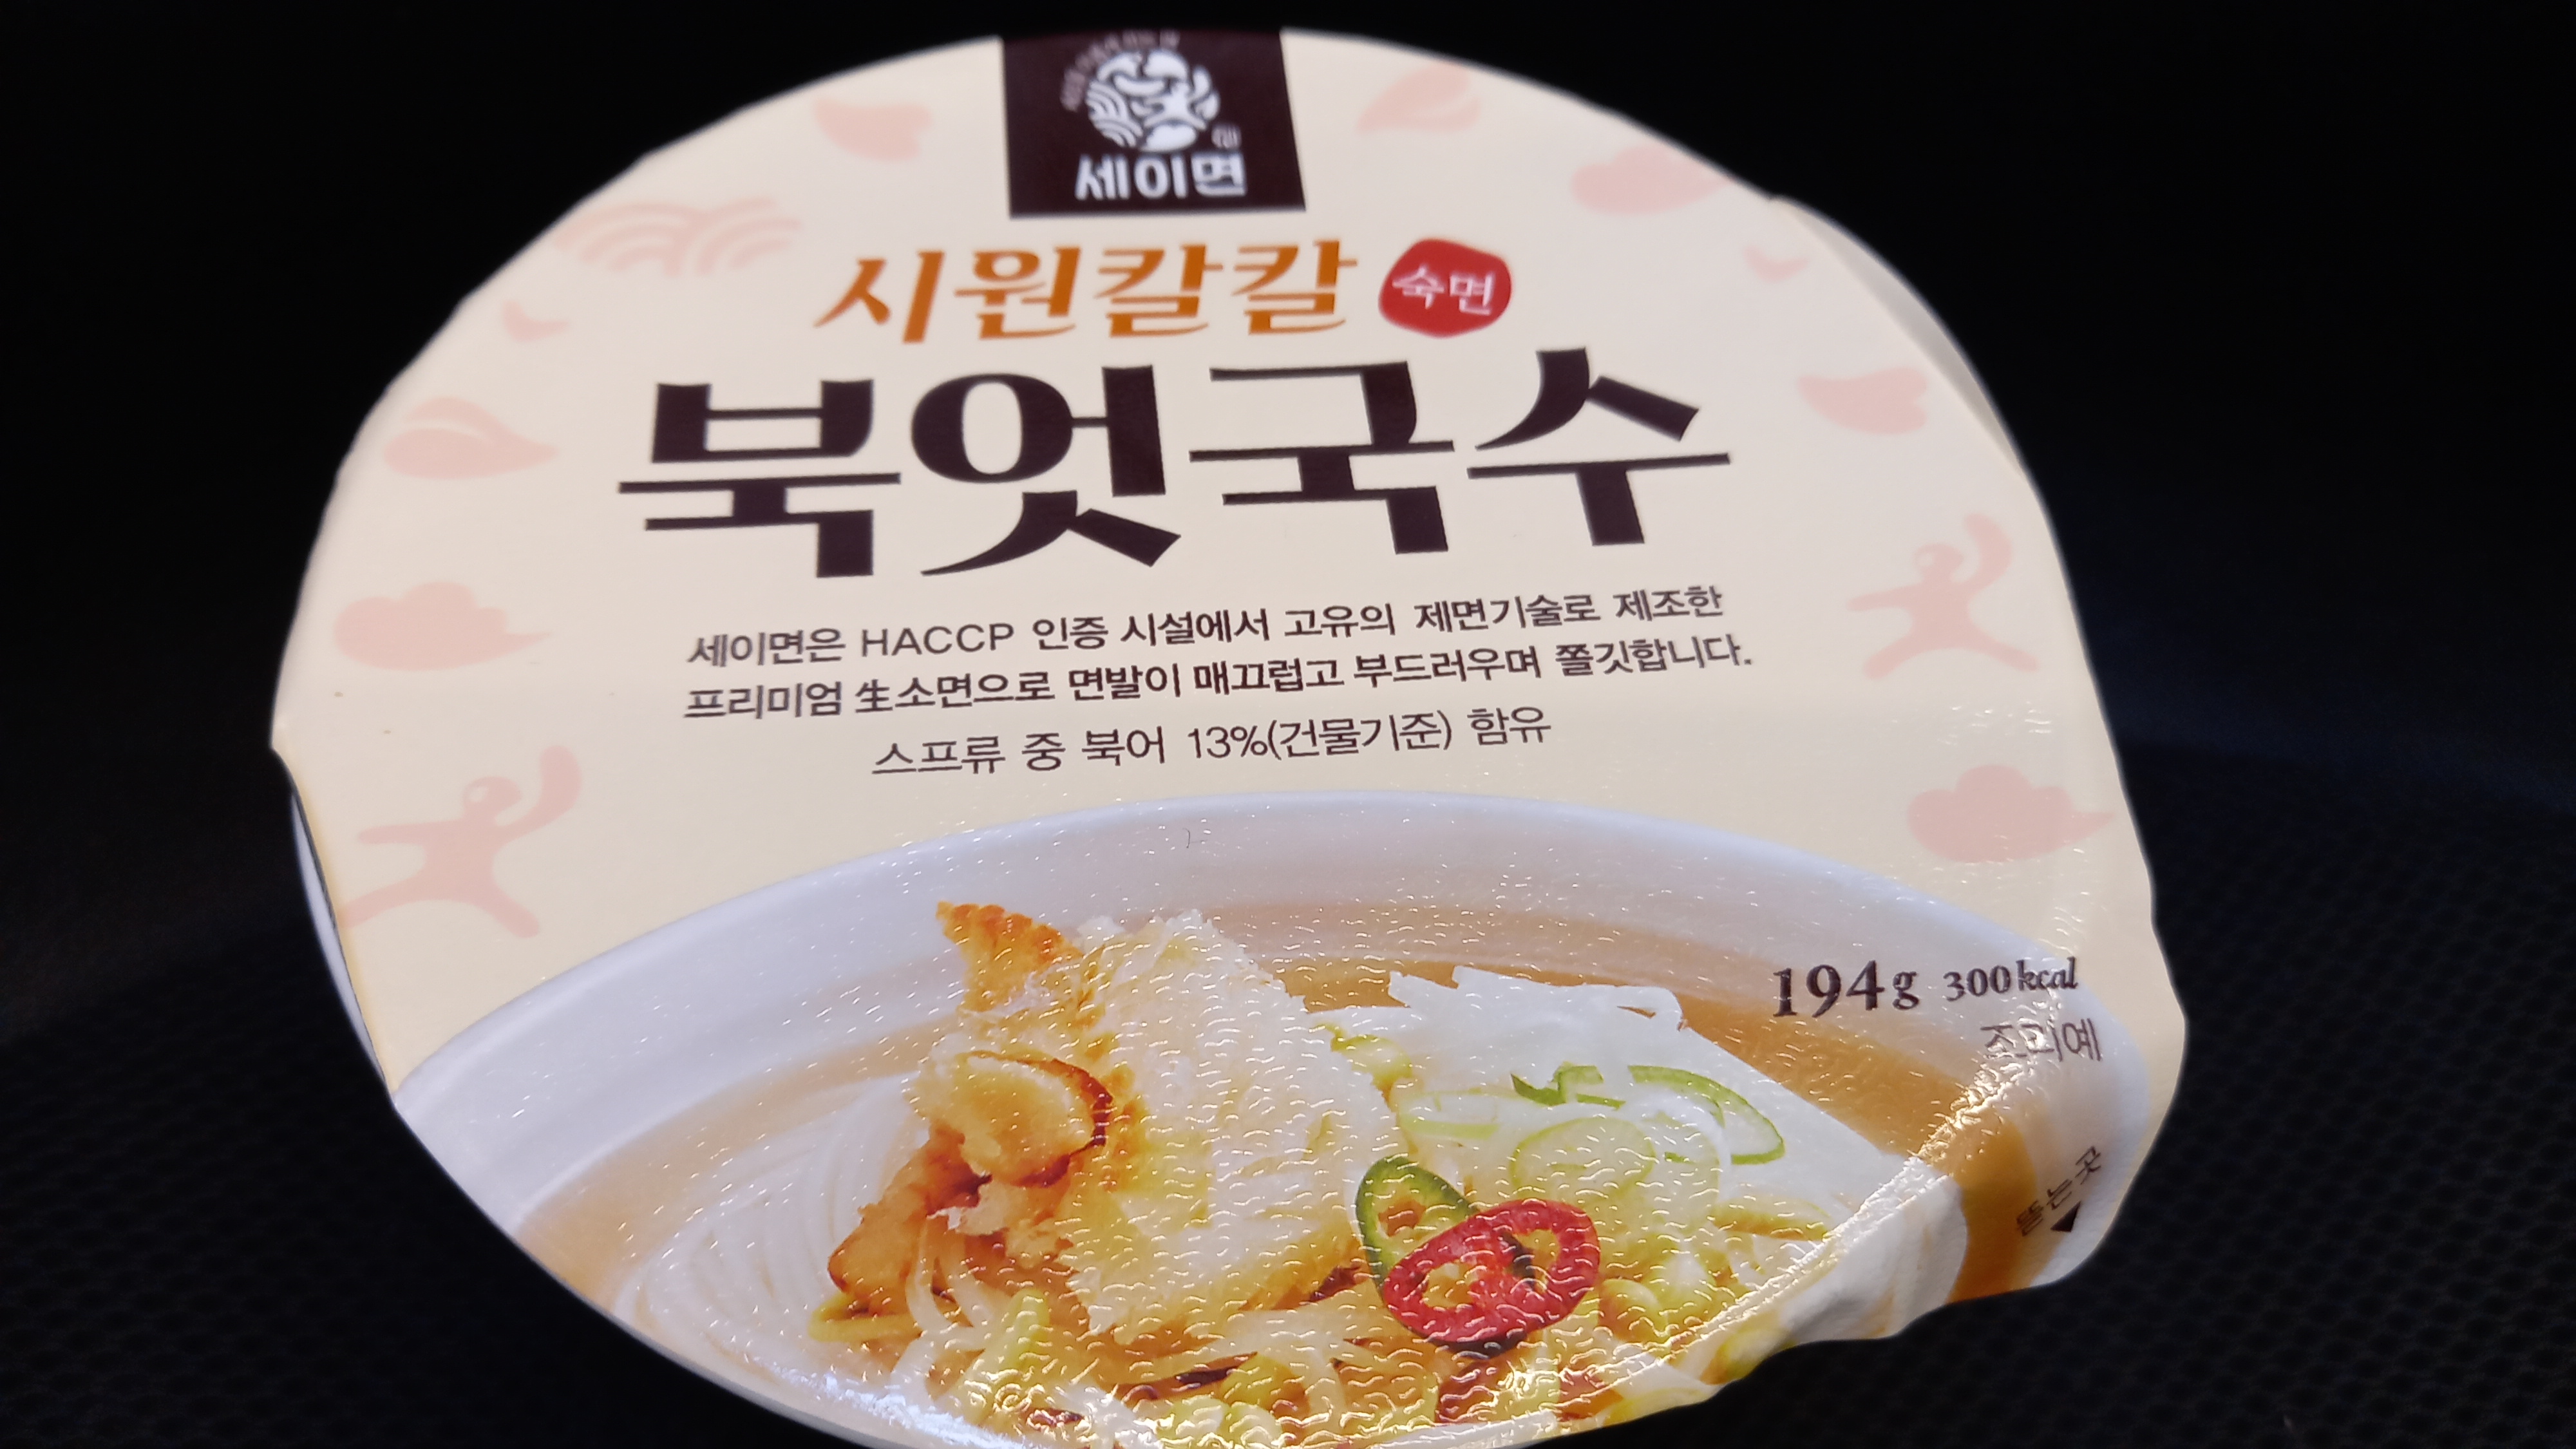 세이면
시원칼칼 숙면
북엇국수
세이면은 HACCP 인증 시설에서 고유의 제면기술로 제조한
프리미엄 生소면으로 면발이 매끄럽고 부드러우며 쫄깃합니다.
스프류 중 북어 13%(건물기준) 함유
194g 300kcal
조리예
뜯는곳